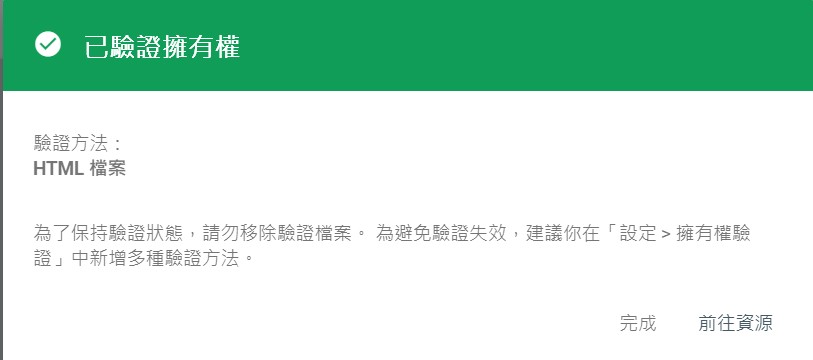 已驗證擁有權
驗證方法：
HTML 檔案
為了保持驗證狀態，請勿移除驗證檔案。 為避免驗證失效，建議你在「設定 > 擁有權驗
證」中新增多種驗證方法。
完成 前往資源